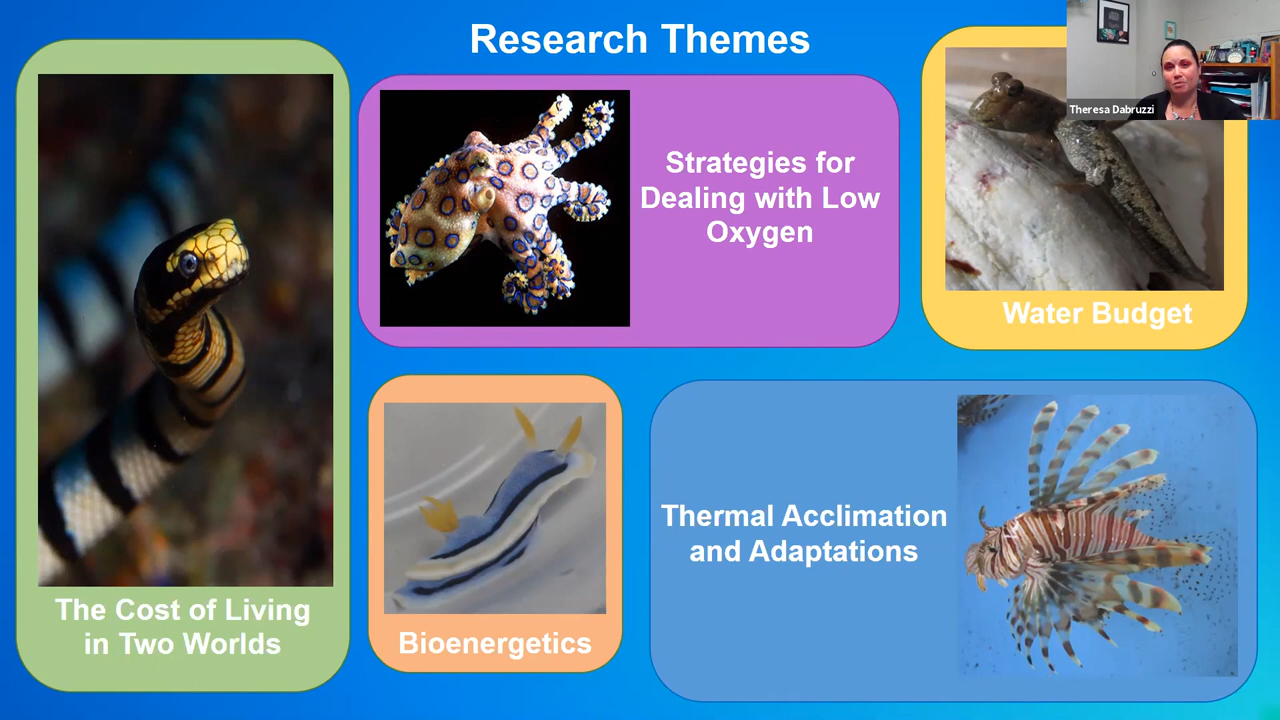 Research Themes
Theresa Dabruzzi
Strategies for
Dealing with Low
Oxygen
Water Budget
The Cost of Living
in Two Worlds
Bioenergetics
Thermal Acclimation
and Adaptations